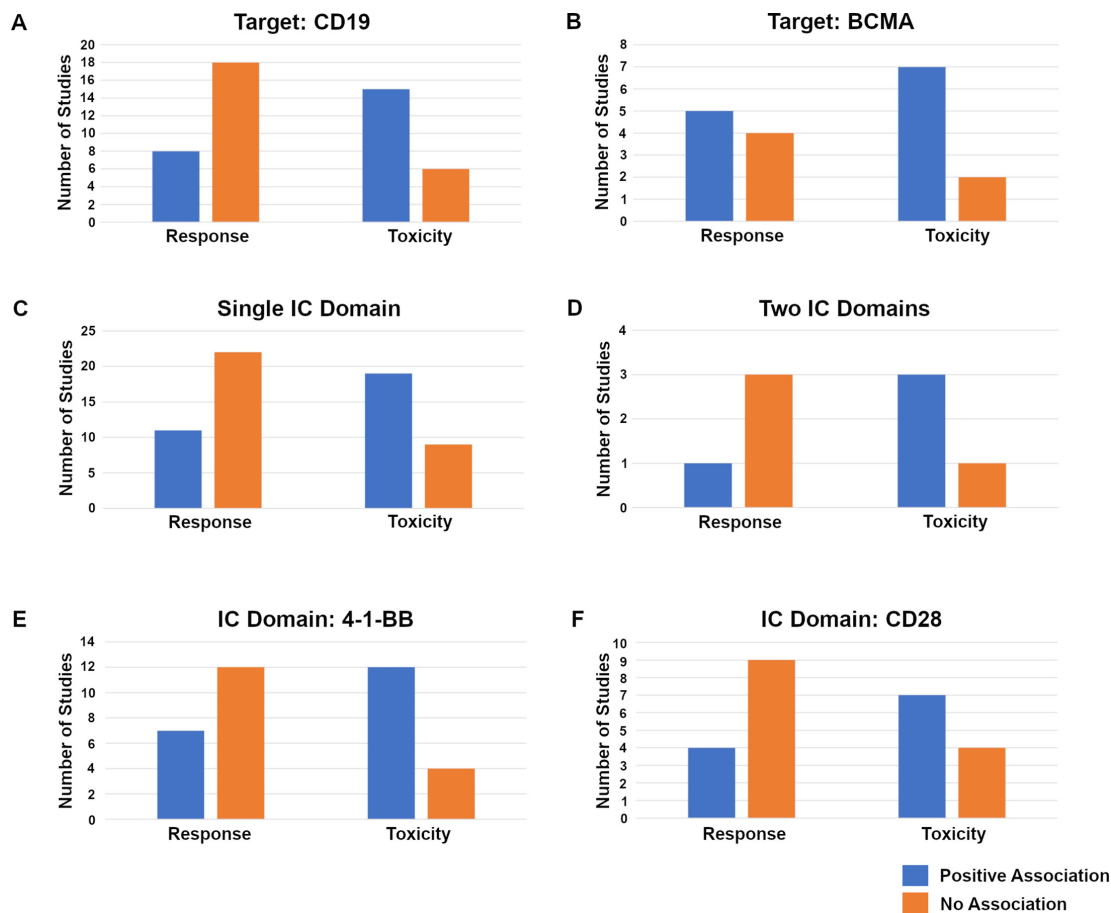 A
Target: CD19
Number of Studies
20
18
16
14
12
10
8
6
4
2
0
Response
Toxicity
B
Target: BCMA
Number of Studies
8
7
6
5
4
3
2
1
0
Response
Toxicity
C
Single IC Domain
Number of Studies
25
20
15
10
5
0
Response
Toxicity
D
Two IC Domains
Number of Studies
4
3
2
1
0
Response
Toxicity
E
IC Domain: 4-1-BB
Number of Studies
14
12
10
8
6
4
2
0
Response
Toxicity
F
IC Domain: CD28
Number of Studies
10
9
8
7
6
5
4
3
2
1
0
Response
Toxicity
Positive Association
No Association